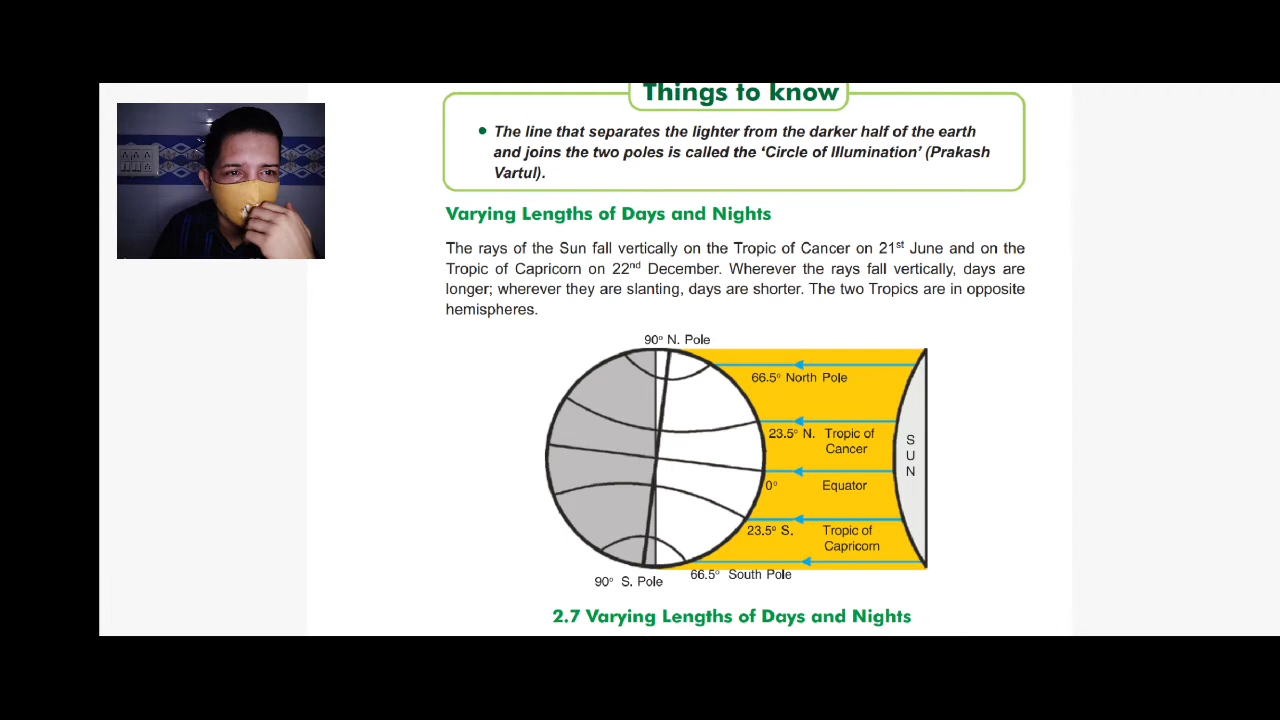 Things to know
• The line that separates the lighter from the darker half of the earth
and joins the two poles is called the ‘Circle of Illumination’ (Prakash
Vartul).
Varying Lengths of Days and Nights
The rays of the Sun fall vertically on the Tropic of Cancer on 21st June and on the
Tropic of Capricorn on 22nd December. Wherever the rays fall vertically, days are
longer; wherever they are slanting, days are shorter. The two Tropics are in opposite
hemispheres.
90° N. Pole
66.5° North Pole
23.5° N. Tropic of
Cancer
0° Equator
23.5° S. Tropic of
Capricorn
66.5° South Pole
90° S. Pole
S
U
N
2.7 Varying Lengths of Days and Nights